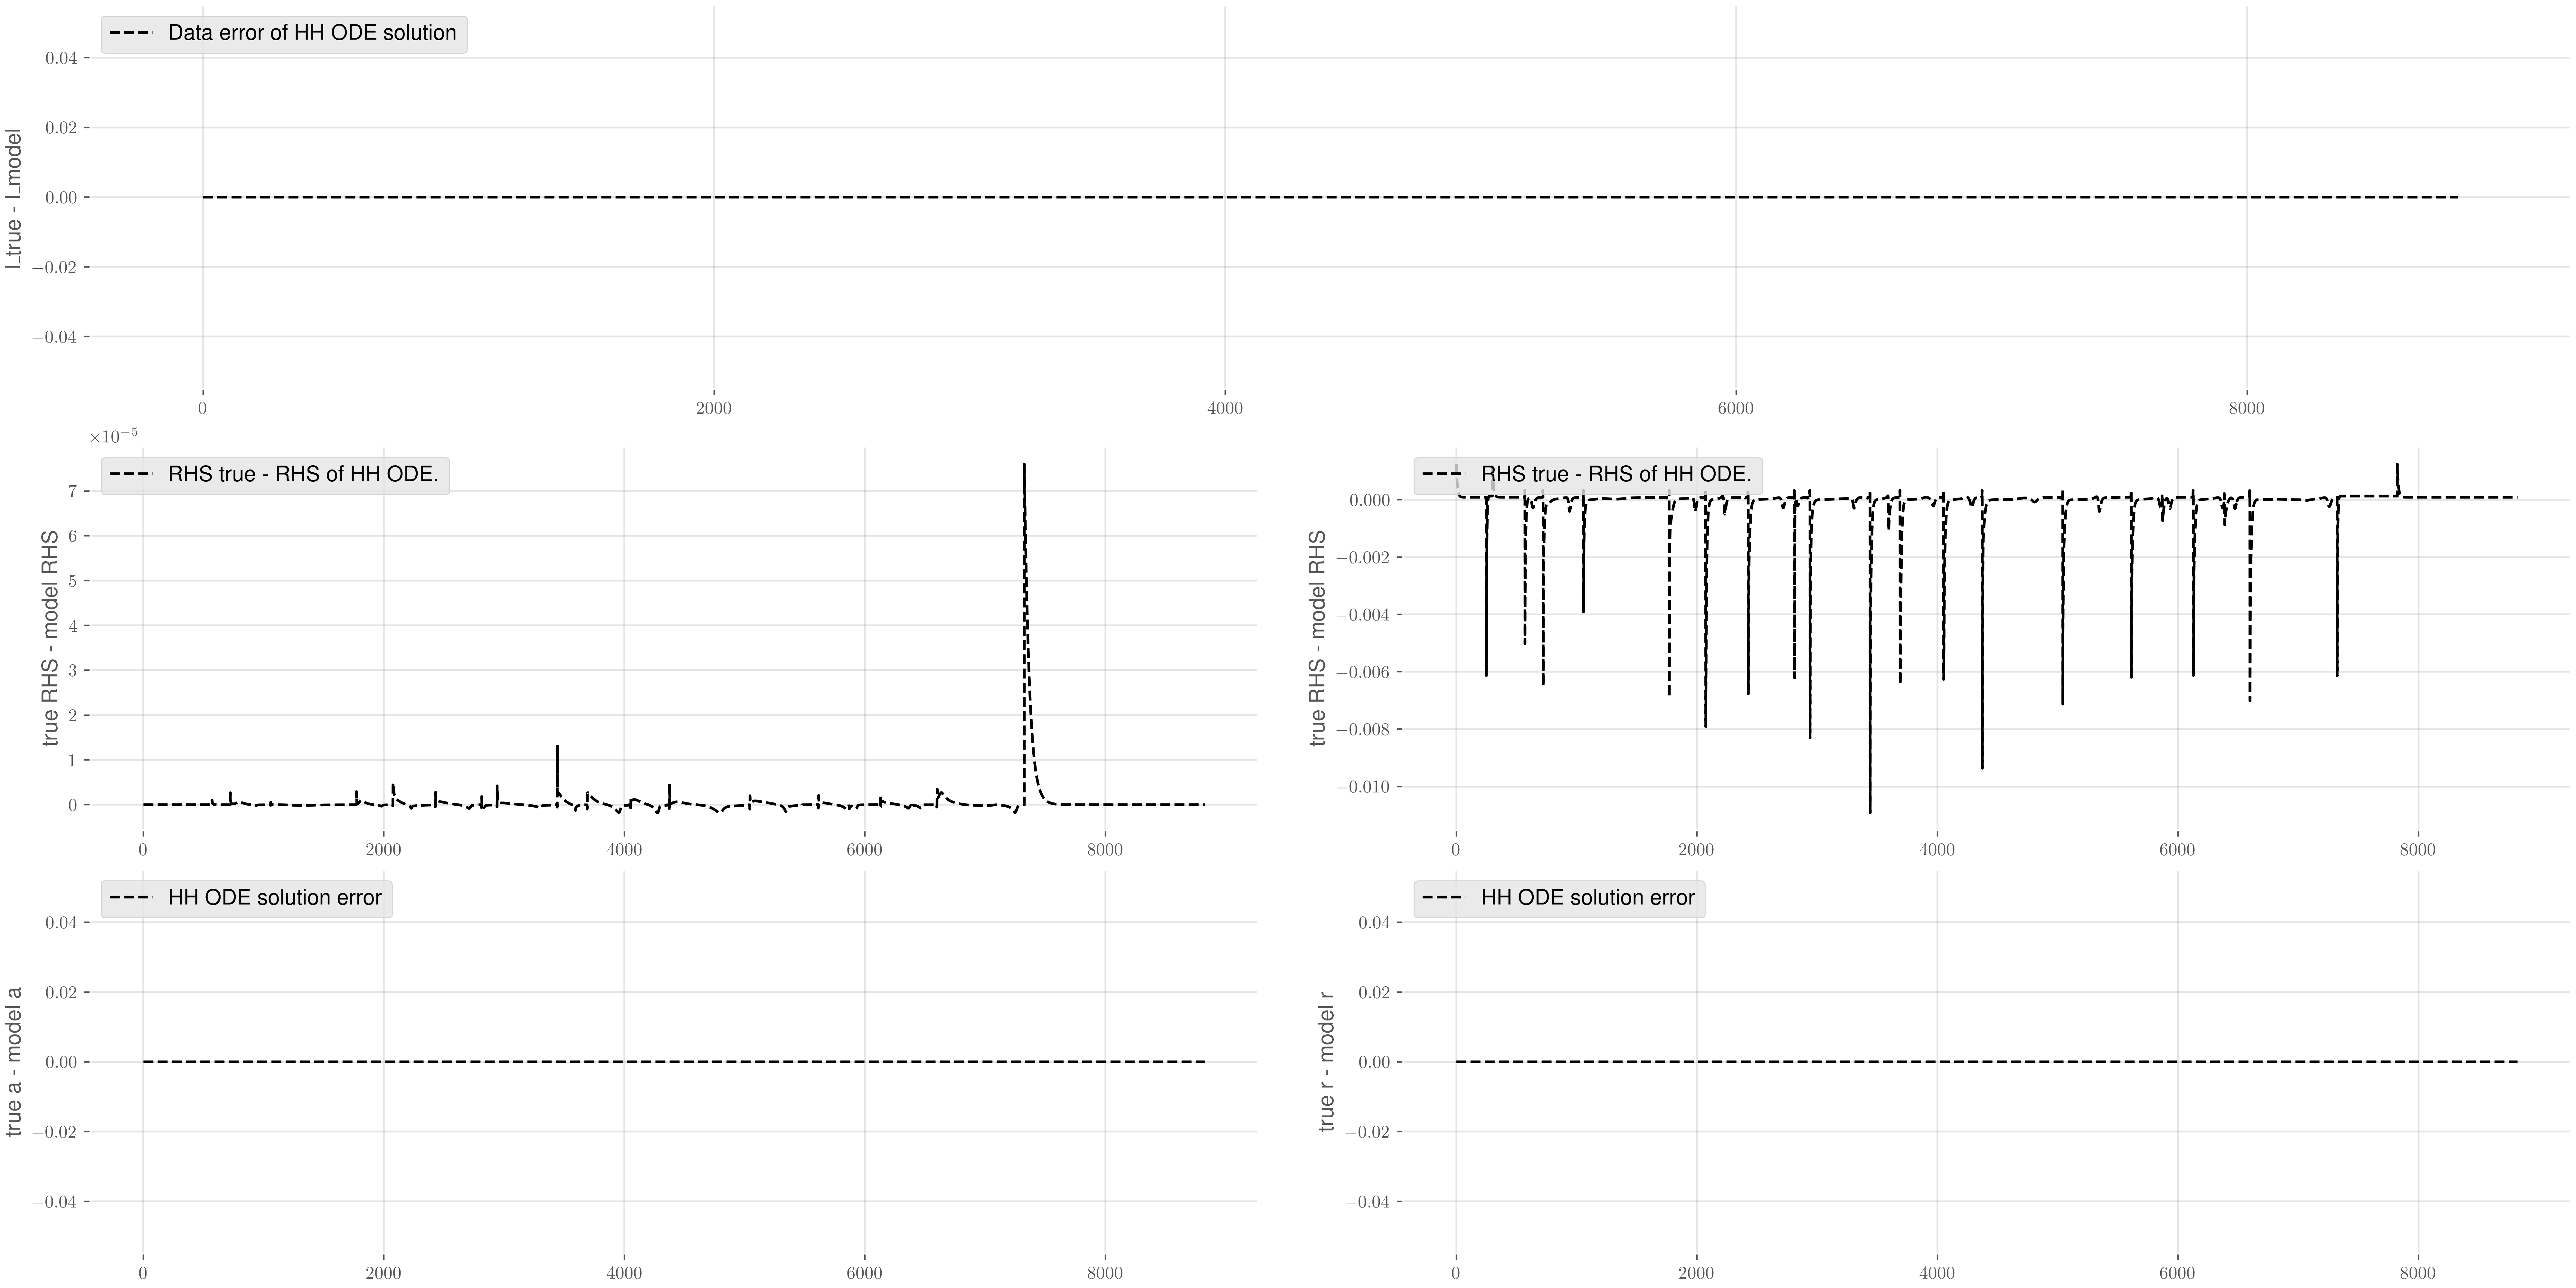 Data error of HH ODE solution
I_true - I_model
0.04
0.02
0.00
−0.02
−0.04
0 2000 4000 6000 8000
×10−5
RHS true - RHS of HH ODE.
true RHS - model RHS
7
6
5
4
3
2
1
0
0 2000 4000 6000 8000
RHS true - RHS of HH ODE.
true RHS - model RHS
0.000
−0.002
−0.004
−0.006
−0.008
−0.010
0 2000 4000 6000 8000
HH ODE solution error
true a - model a
0.04
0.02
0.00
−0.02
−0.04
0 2000 4000 6000 8000
HH ODE solution error
true r - model r
0.04
0.02
0.00
−0.02
−0.04
0 2000 4000 6000 8000